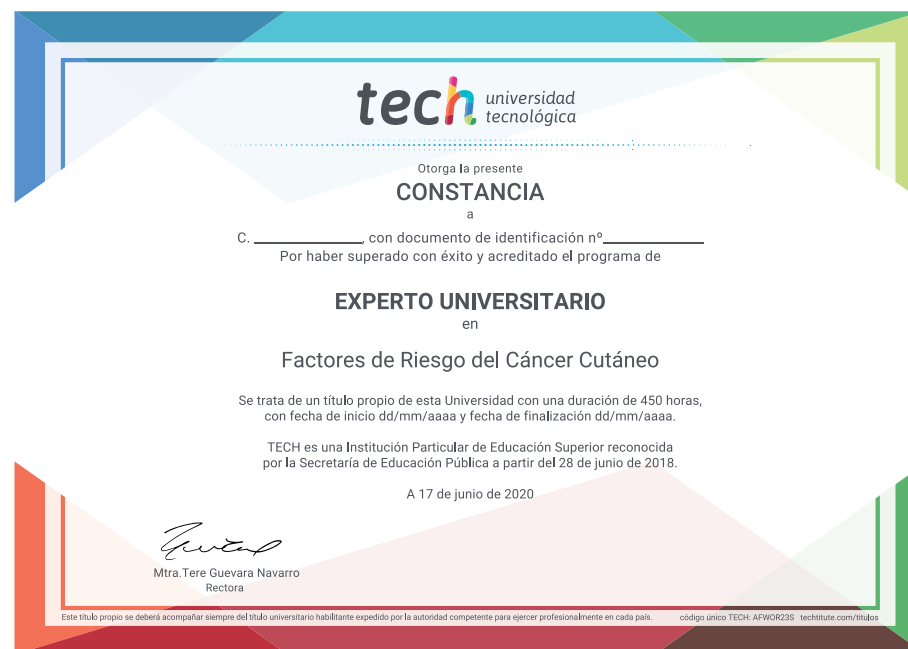 tech universidad
tecnológica
Otorga la presente
CONSTANCIA
a
C. ____________, con documento de identificación nº____________
Por haber superado con éxito y acreditado el programa de
EXPERTO UNIVERSITARIO
en
Factores de Riesgo del Cáncer Cutáneo
Se trata de un título propio de esta Universidad con una duración de 450 horas,
con fecha de inicio dd/mm/aaaa y fecha de finalización dd/mm/aaaa.
TECH es una Institución Particular de Educación Superior reconocida
por la Secretaría de Educación Pública a partir del 28 de junio de 2018.
A 17 de junio de 2020
Mtra.Tere Guevara Navarro
Rectora
Este título propio se deberá acompañar siempre del título universitario habilitante expedido por la autoridad competente para ejercer profesionalmente en cada país. código único TECH: AFWOR23S techtitute.com/titulos